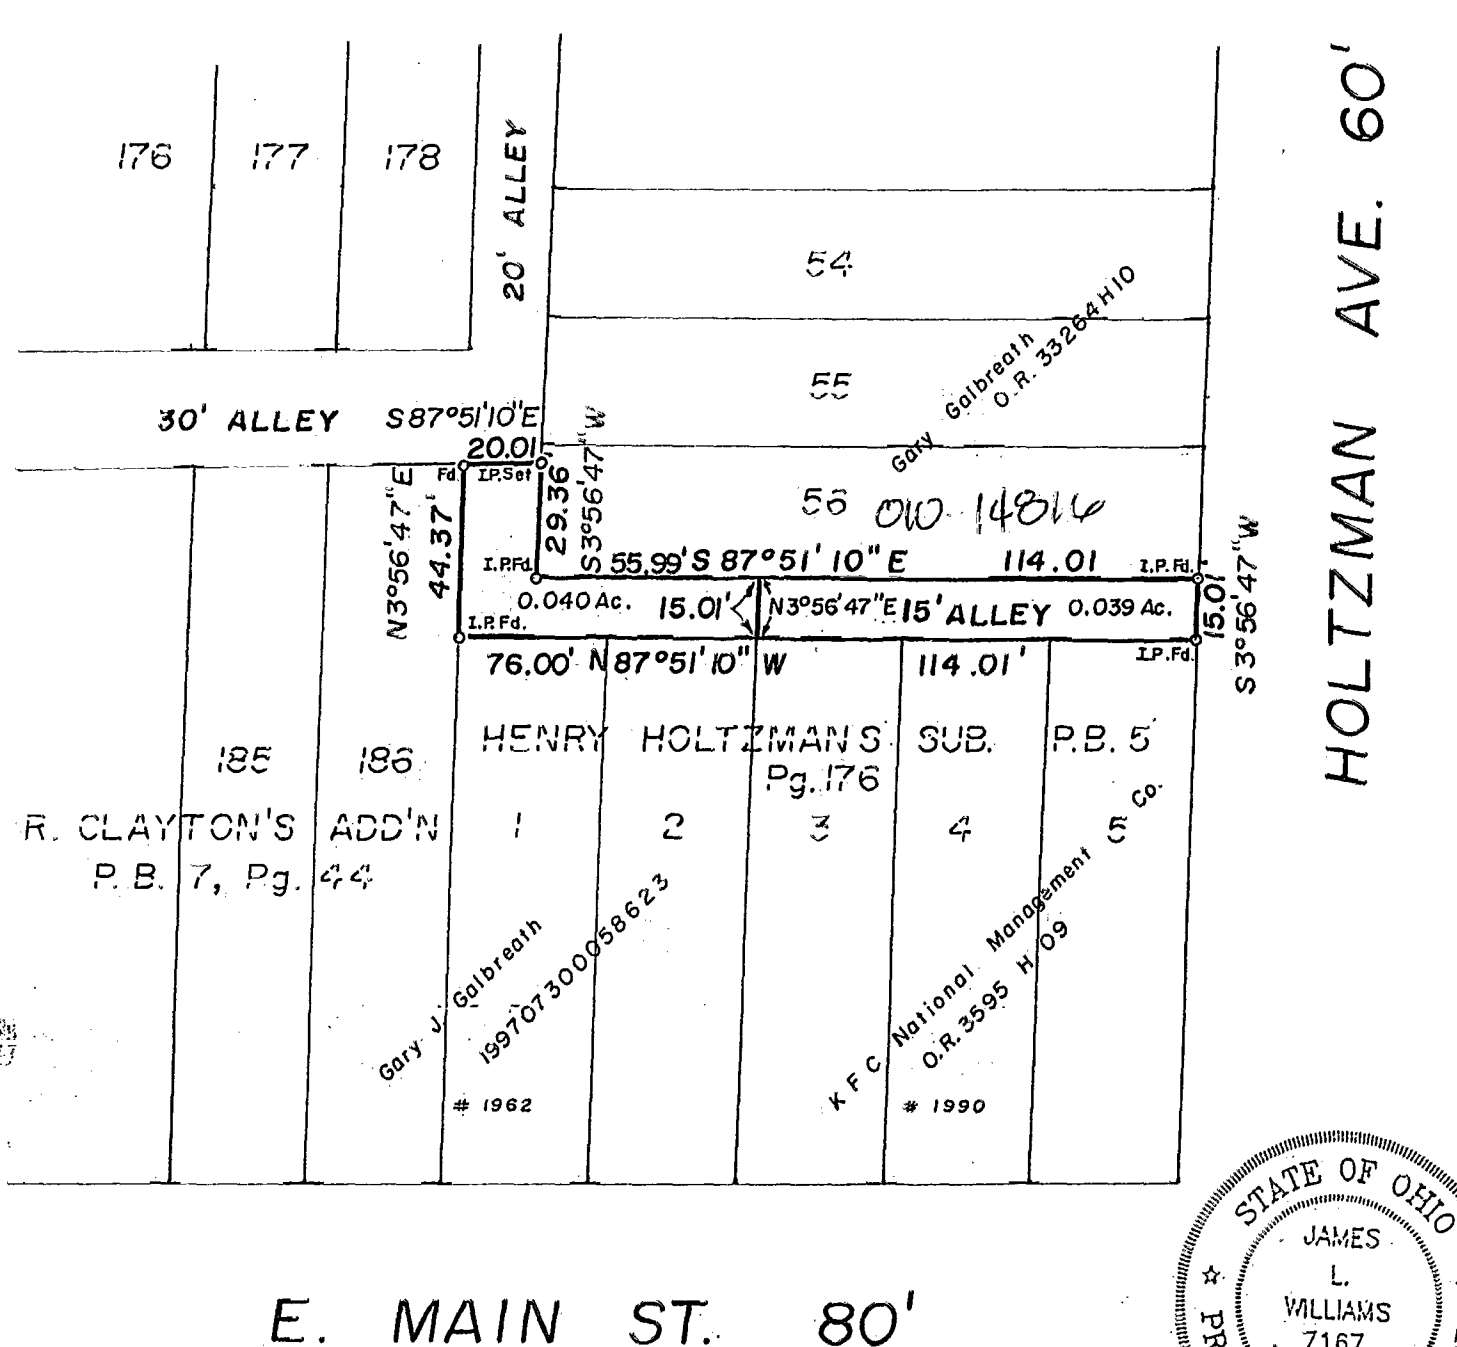 HOLTZMAN AVE. 60'
176 177 178
20' ALLEY
54
55
Gary Galbreath
O.R. 33264 H10
30' ALLEY
S87°51'10"E
20.01'
Fd. I.P.Set
N3°56'47"E
44.37'
29.36'
S3°56'47"W
56 010-14816
I.P.Fd.
55.99' S 87°51'10" E 114.01 I.P.Fd.
0.040 Ac. 15.01' N3°56'47"E 15' ALLEY 0.039 Ac.
15.01'
S3°56'47"W
I.P.Fd.
76.00' N 87°51'10" W 114.01'
I.P.Fd.
HENRY HOLTZMANS SUB. P.B. 5
Pg. 176
185 186
R. CLAYTON'S ADD'N
P.B. 7, Pg. 44
1 2 3 4 5
Gary J. Galbreath
199707300058623
# 1962
K F C National Management Co.
O.R. 3595 H 09
# 1990
E. MAIN ST. 80'
STATE OF OHIO
JAMES
L.
WILLIAMS
7167
☆ PR